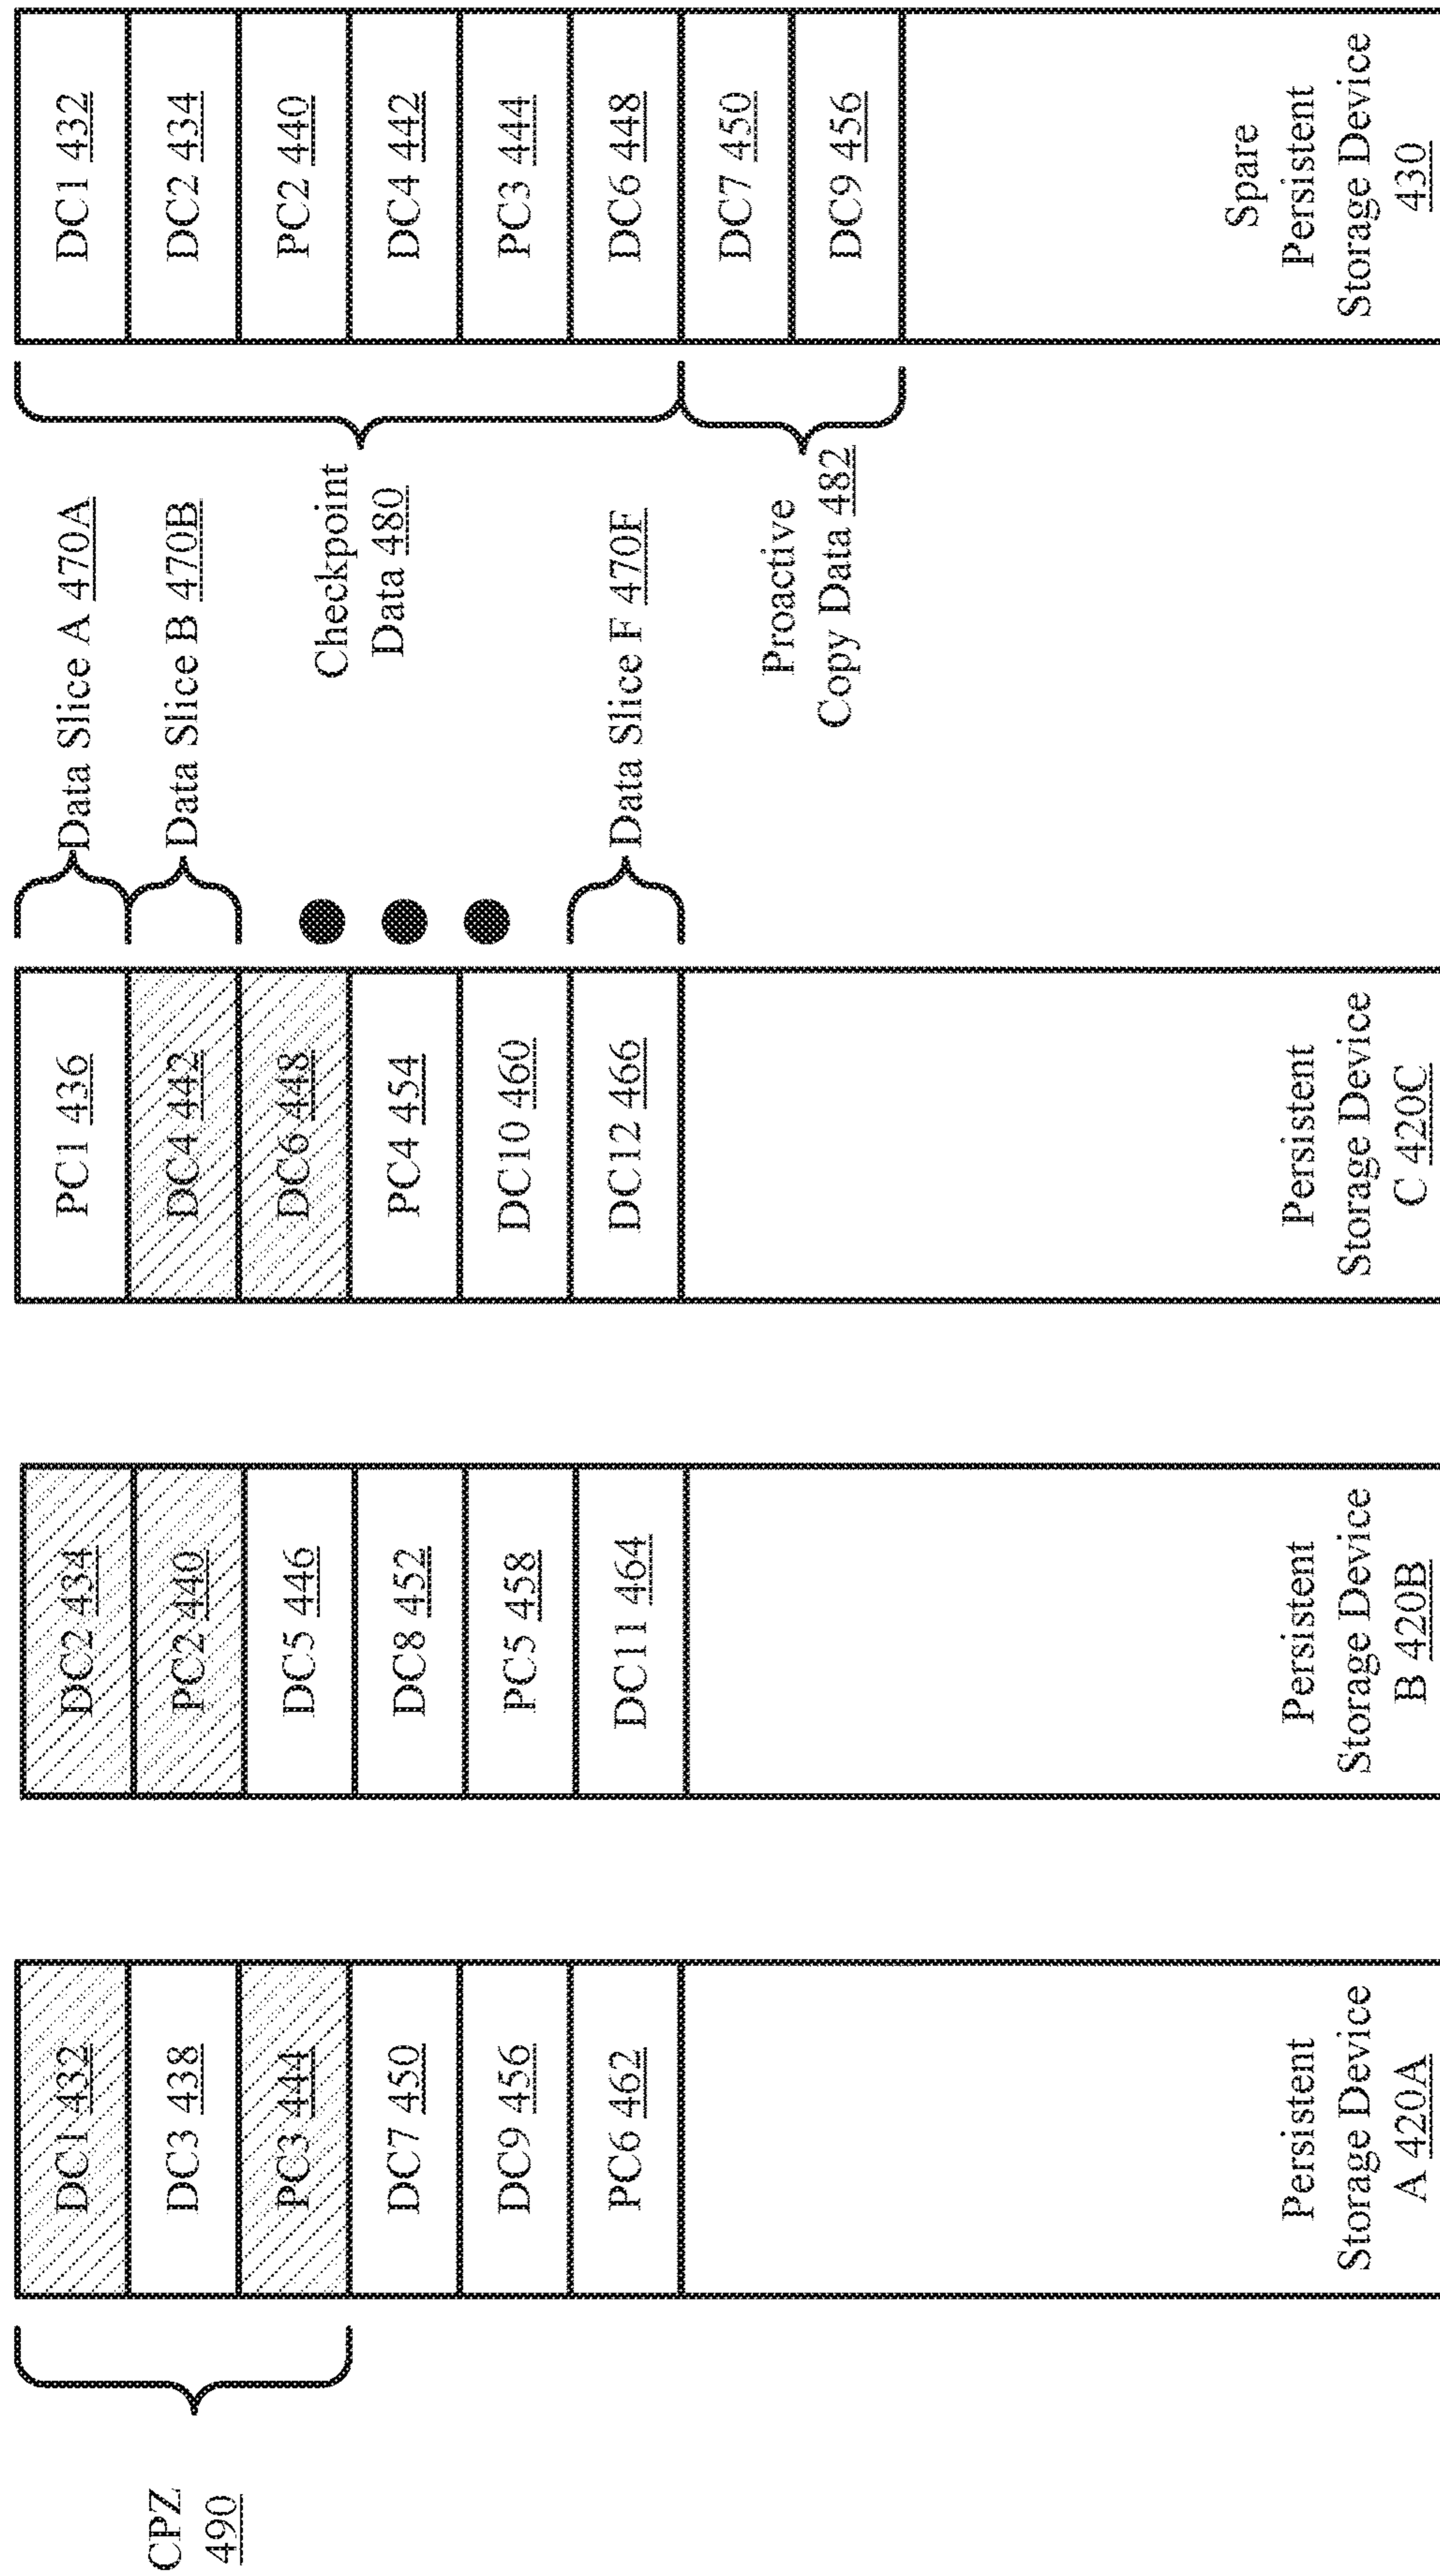 CPZ
490
DC1 432
DC3 438
PC3 444
DC7 450
DC9 456
PC6 462
Persistent
Storage Device
A 420A
DC2 434
PC2 440
DC5 446
DC8 452
PC5 458
DC11 464
Persistent
Storage Device
B 420B
PC1 436
DC4 442
DC6 448
PC4 454
DC10 460
DC12 466
Persistent
Storage Device
C 420C
Data Slice A 470A
Data Slice B 470B
Data Slice F 470F
Checkpoint
Data 480
Proactive
Copy Data 482
DC1 432
DC2 434
PC2 440
DC4 442
PC3 444
DC6 448
DC7 450
DC9 456
Spare
Persistent
Storage Device
430